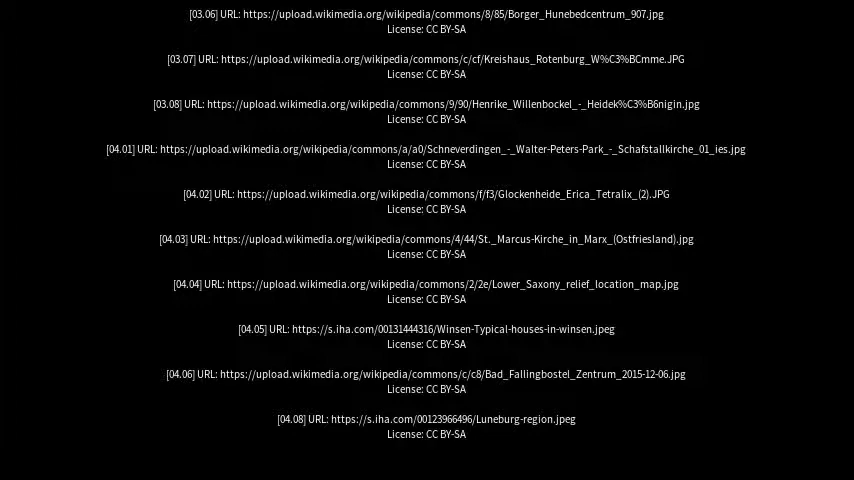 [03.06] URL: https://upload.wikimedia.org/wikipedia/commons/8/85/Borger_Hunebedcentrum_907.jpg
License: CC BY-SA
[03.07] URL: https://upload.wikimedia.org/wikipedia/commons/c/cf/Kreishaus_Rotenburg_W%C3%BCmme.JPG
License: CC BY-SA
[03.08] URL: https://upload.wikimedia.org/wikipedia/commons/9/90/Henrike_Willenbockel_-_Heidek%C3%B6nigin.jpg
License: CC BY-SA
[04.01] URL: https://upload.wikimedia.org/wikipedia/commons/a/a0/Schneverdingen_-_Walter-Peters-Park_-_Schafstallkirche_01_ies.jpg
License: CC BY-SA
[04.02] URL: https://upload.wikimedia.org/wikipedia/commons/f/f3/Glockenheide_Erica_Tetralix_(2).JPG
License: CC BY-SA
[04.03] URL: https://upload.wikimedia.org/wikipedia/commons/4/44/St._Marcus-Kirche_in_Marx_(Ostfriesland).jpg
License: CC BY-SA
[04.04] URL: https://upload.wikimedia.org/wikipedia/commons/2/2e/Lower_Saxony_relief_location_map.jpg
License: CC BY-SA
[04.05] URL: https://s.iha.com/00131444316/Winsen-Typical-houses-in-winsen.jpeg
License: CC BY-SA
[04.06] URL: https://upload.wikimedia.org/wikipedia/commons/c/c8/Bad_Fallingbostel_Zentrum_2015-12-06.jpg
License: CC BY-SA
[04.08] URL: https://s.iha.com/00123966496/Luneburg-region.jpeg
License: CC BY-SA